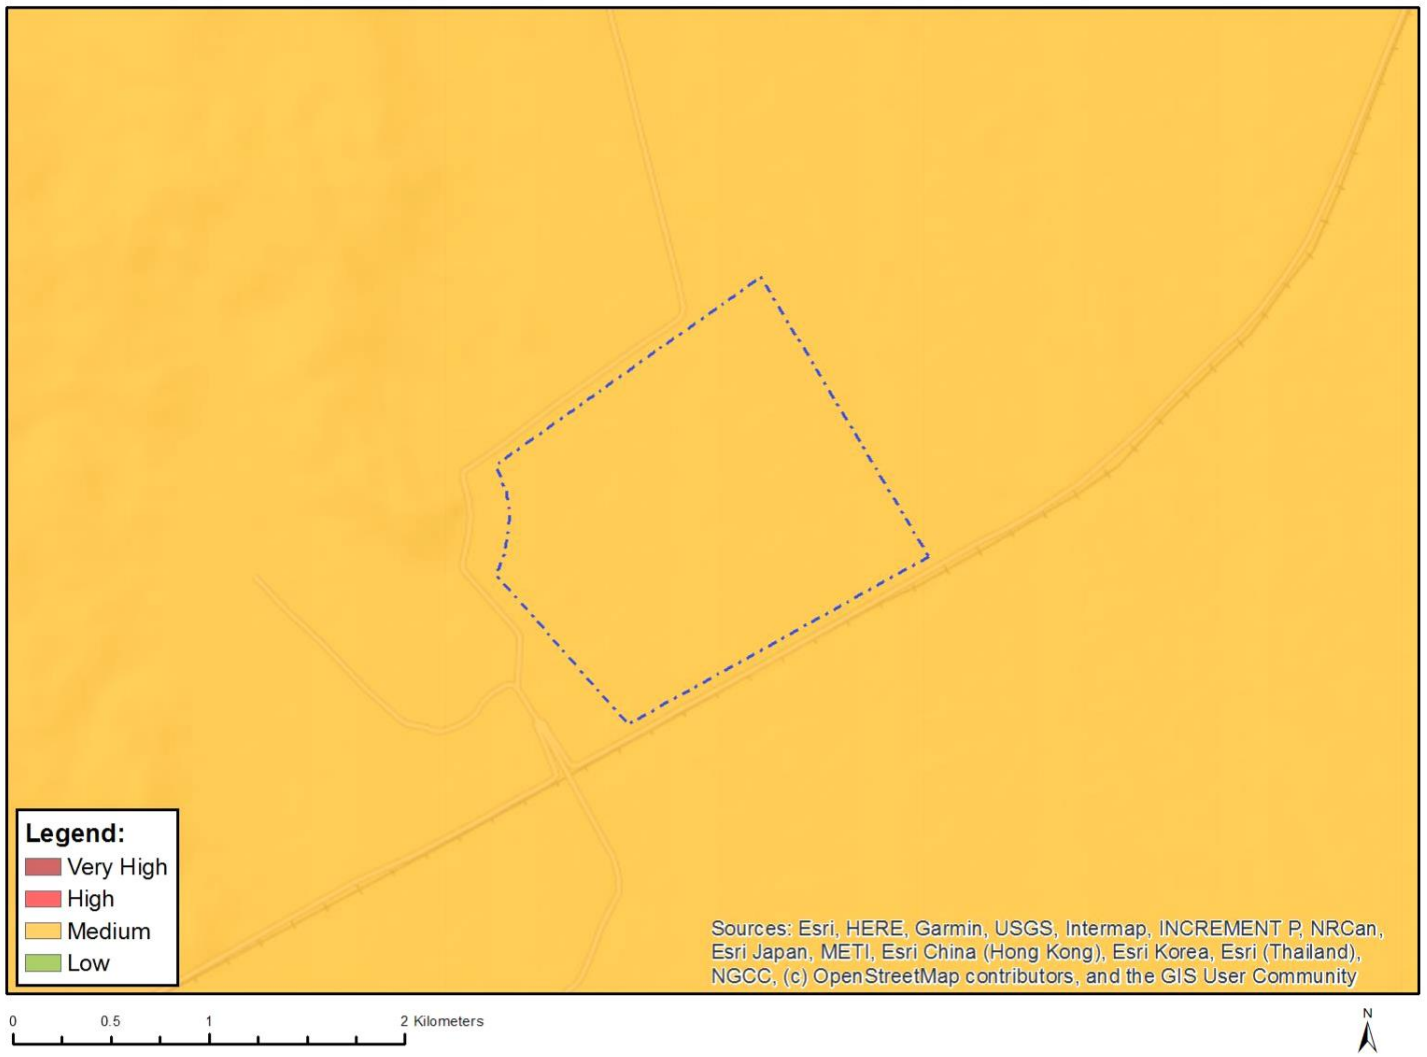 Legend:
Very High
High
Medium
Low
Sources: Esri, HERE, Garmin, USGS, Intermap, INCREMENT P, NRCan,
Esri Japan, METI, Esri China (Hong Kong), Esri Korea, Esri (Thailand),
NGCC, (c) OpenStreetMap contributors, and the GIS User Community
0 0.5 1 2 Kilometers
N